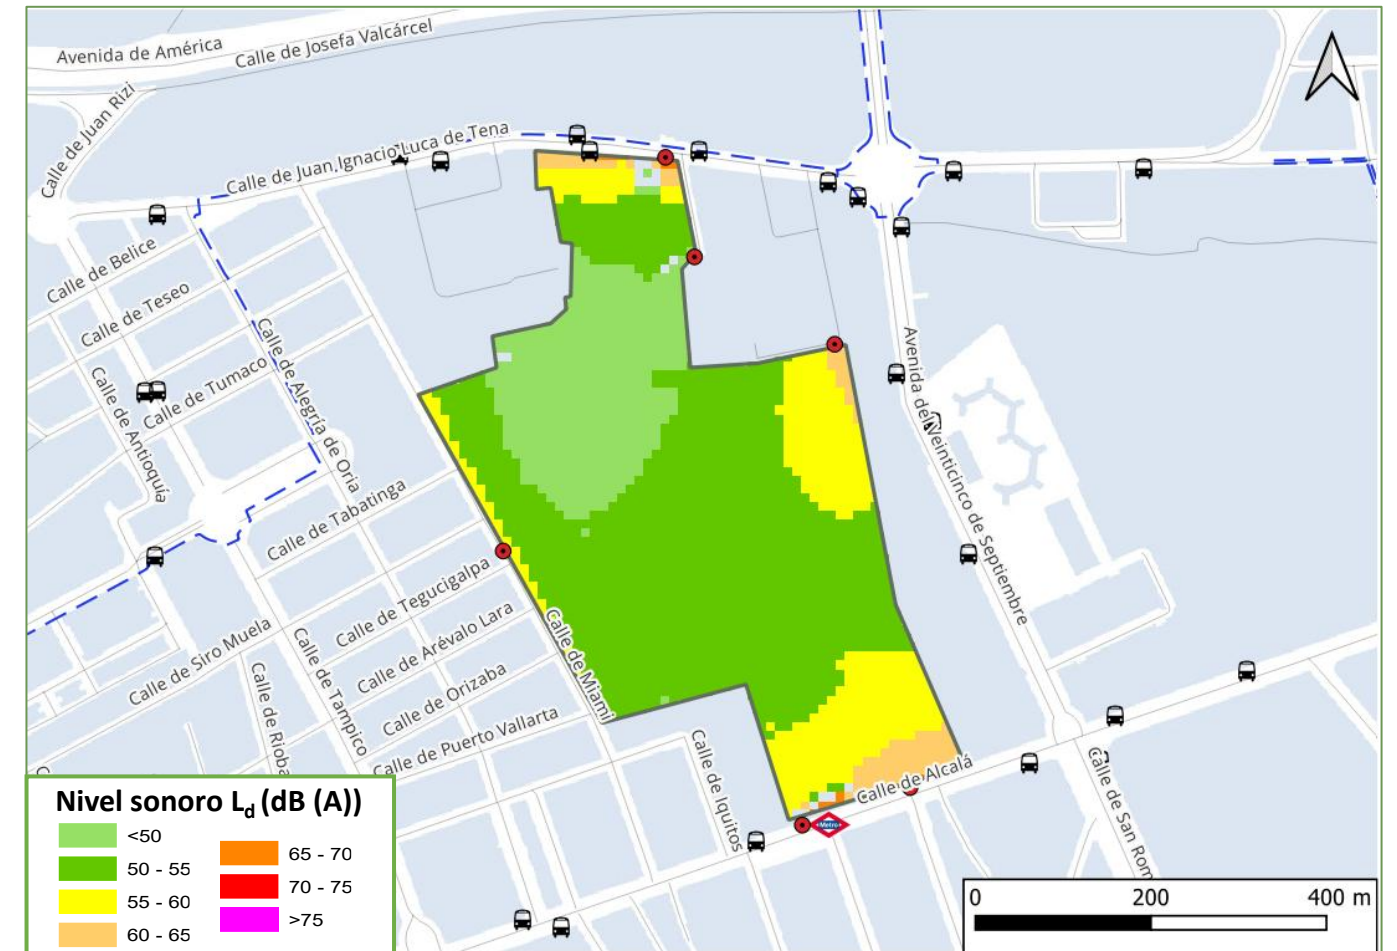 Avenida de América
Calle de Josefa Valcárcel
Calle de Juan Rizi
Calle de Juan Ignacio Luca de Tena
Calle de Belice
Calle de Teseo
Calle de Tumaco
Calle de Alegría de Oria
Calle de Antioquía
Calle de Tabatinga
Calle de Tegucigalpa
Calle de Arévalo Lara
Calle de Siro Muela
Calle de Orizaba
Calle de Miami
Calle de Tampico
Calle de Rioba
Calle de Puerto Vallarta
Calle de Iquitos
Avenida de Veinticinco de Septiembre
Calle de Alcalá
Metro
Calle de San Rom
C
Nivel sonoro Ld (dB (A))
<50
50 - 55
55 - 60
60 - 65
65 - 70
70 - 75
>75
0 200 400 m